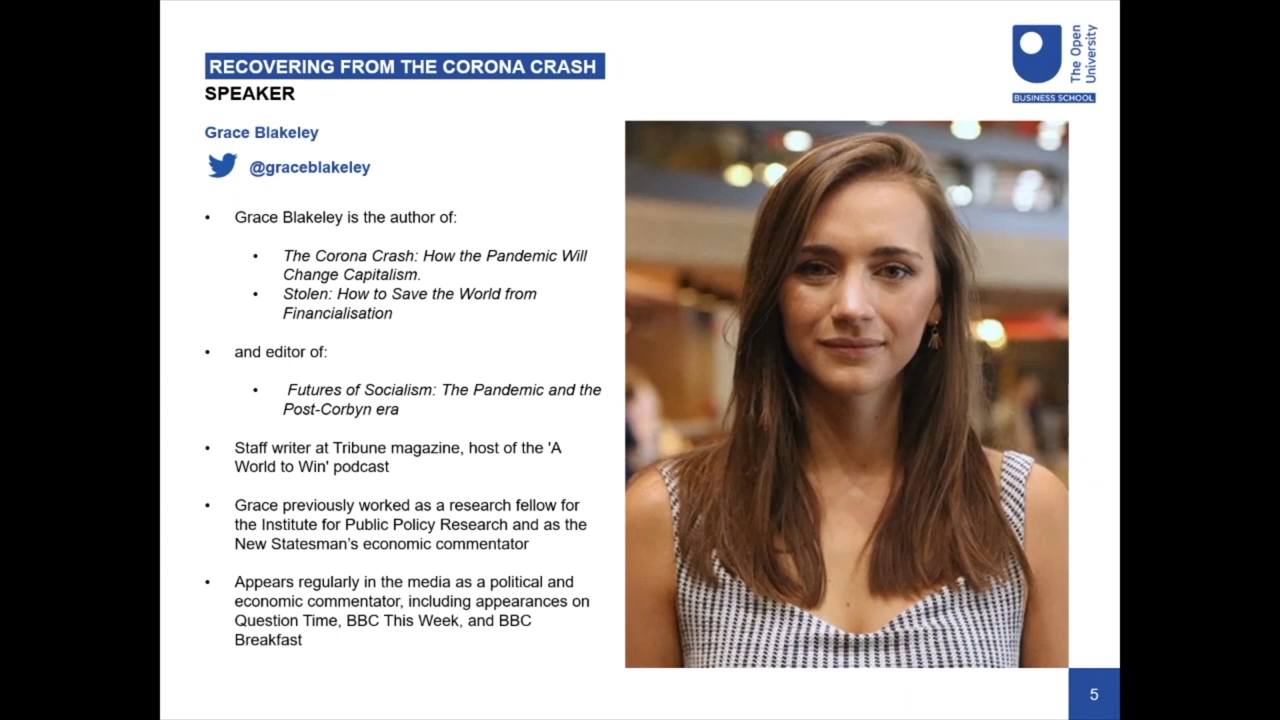 RECOVERING FROM THE CORONA CRASH
SPEAKER
The Open
University
BUSINESS SCHOOL
Grace Blakeley
@graceblakeley
• Grace Blakeley is the author of:
• The Corona Crash: How the Pandemic Will
Change Capitalism.
• Stolen: How to Save the World from
Financialisation
• and editor of:
• Futures of Socialism: The Pandemic and the
Post-Corbyn era
• Staff writer at Tribune magazine, host of the 'A
World to Win' podcast
• Grace previously worked as a research fellow for
the Institute for Public Policy Research and as the
New Statesman’s economic commentator
• Appears regularly in the media as a political and
economic commentator, including appearances on
Question Time, BBC This Week, and BBC
Breakfast
5